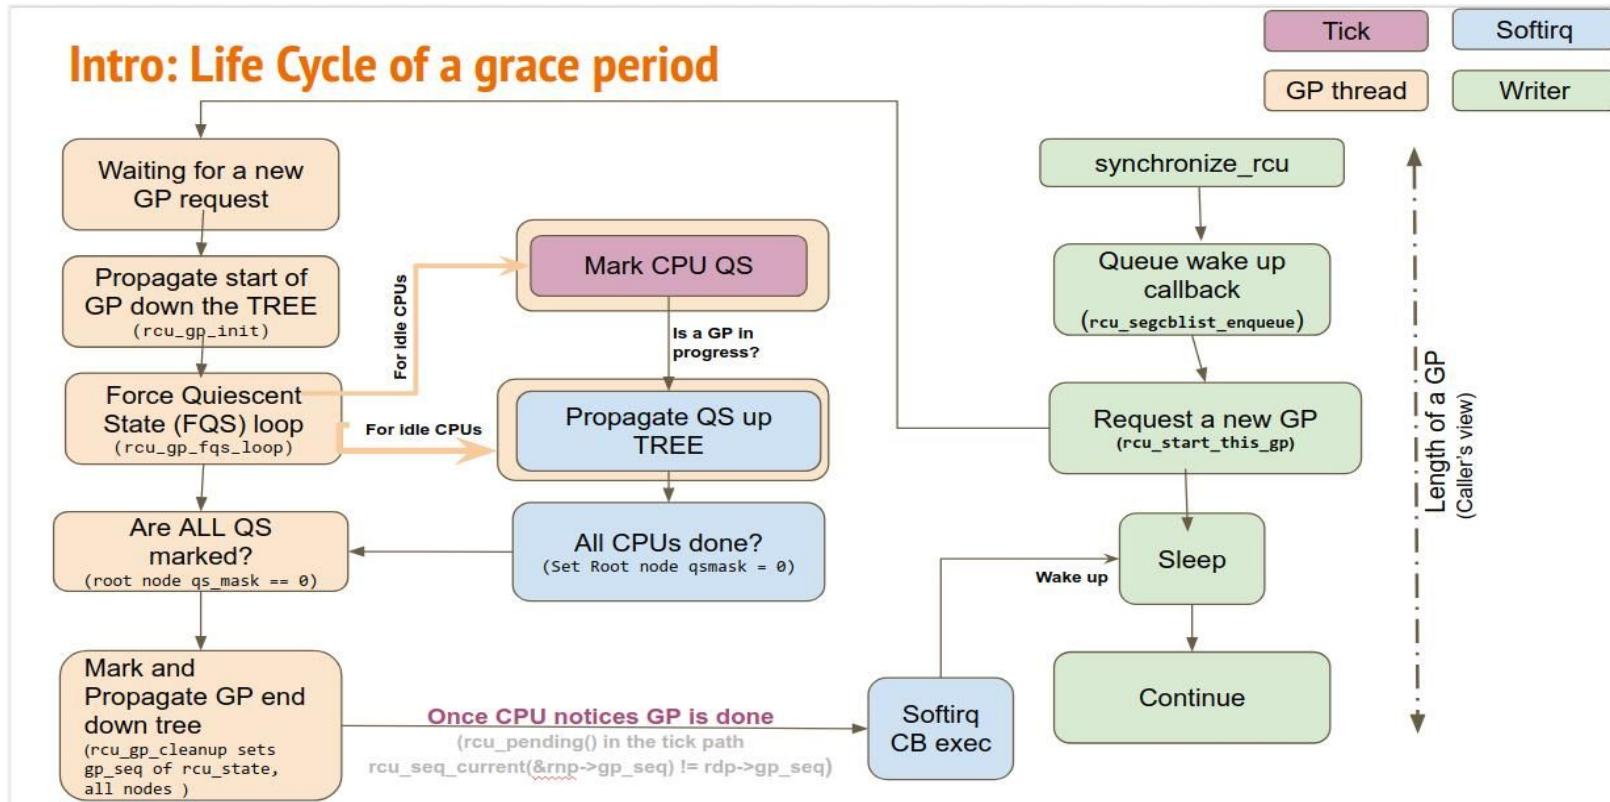 Intro: Life Cycle of a grace period
Tick
Softirq
GP thread
Writer
Waiting for a new
GP request
Propagate start of
GP down the TREE
(rcu_gp_init)
Force Quiescent
State (FQS) loop
(rcu_gp_fqs_loop)
Are ALL QS
marked?
(root node qs_mask == 0)
Mark and
Propagate GP end
down tree
(rcu_gp_cleanup sets
gp_seq of rcu_state,
all nodes )
For idle CPUs
For idle CPUs
Mark CPU QS
Is a GP in
progress?
Propagate QS up
TREE
All CPUs done?
(Set Root node qsmask = 0)
Once CPU notices GP is done
(rcu_pending() in the tick path
rcu_seq_current(&rnp->gp_seq) != rdp->gp_seq)
Softirq
CB exec
Wake up
synchronize_rcu
Queue wake up
callback
(rcu_segcblist_enqueue)
Request a new GP
(rcu_start_this_gp)
Sleep
Continue
Length of a GP
(Caller's view)